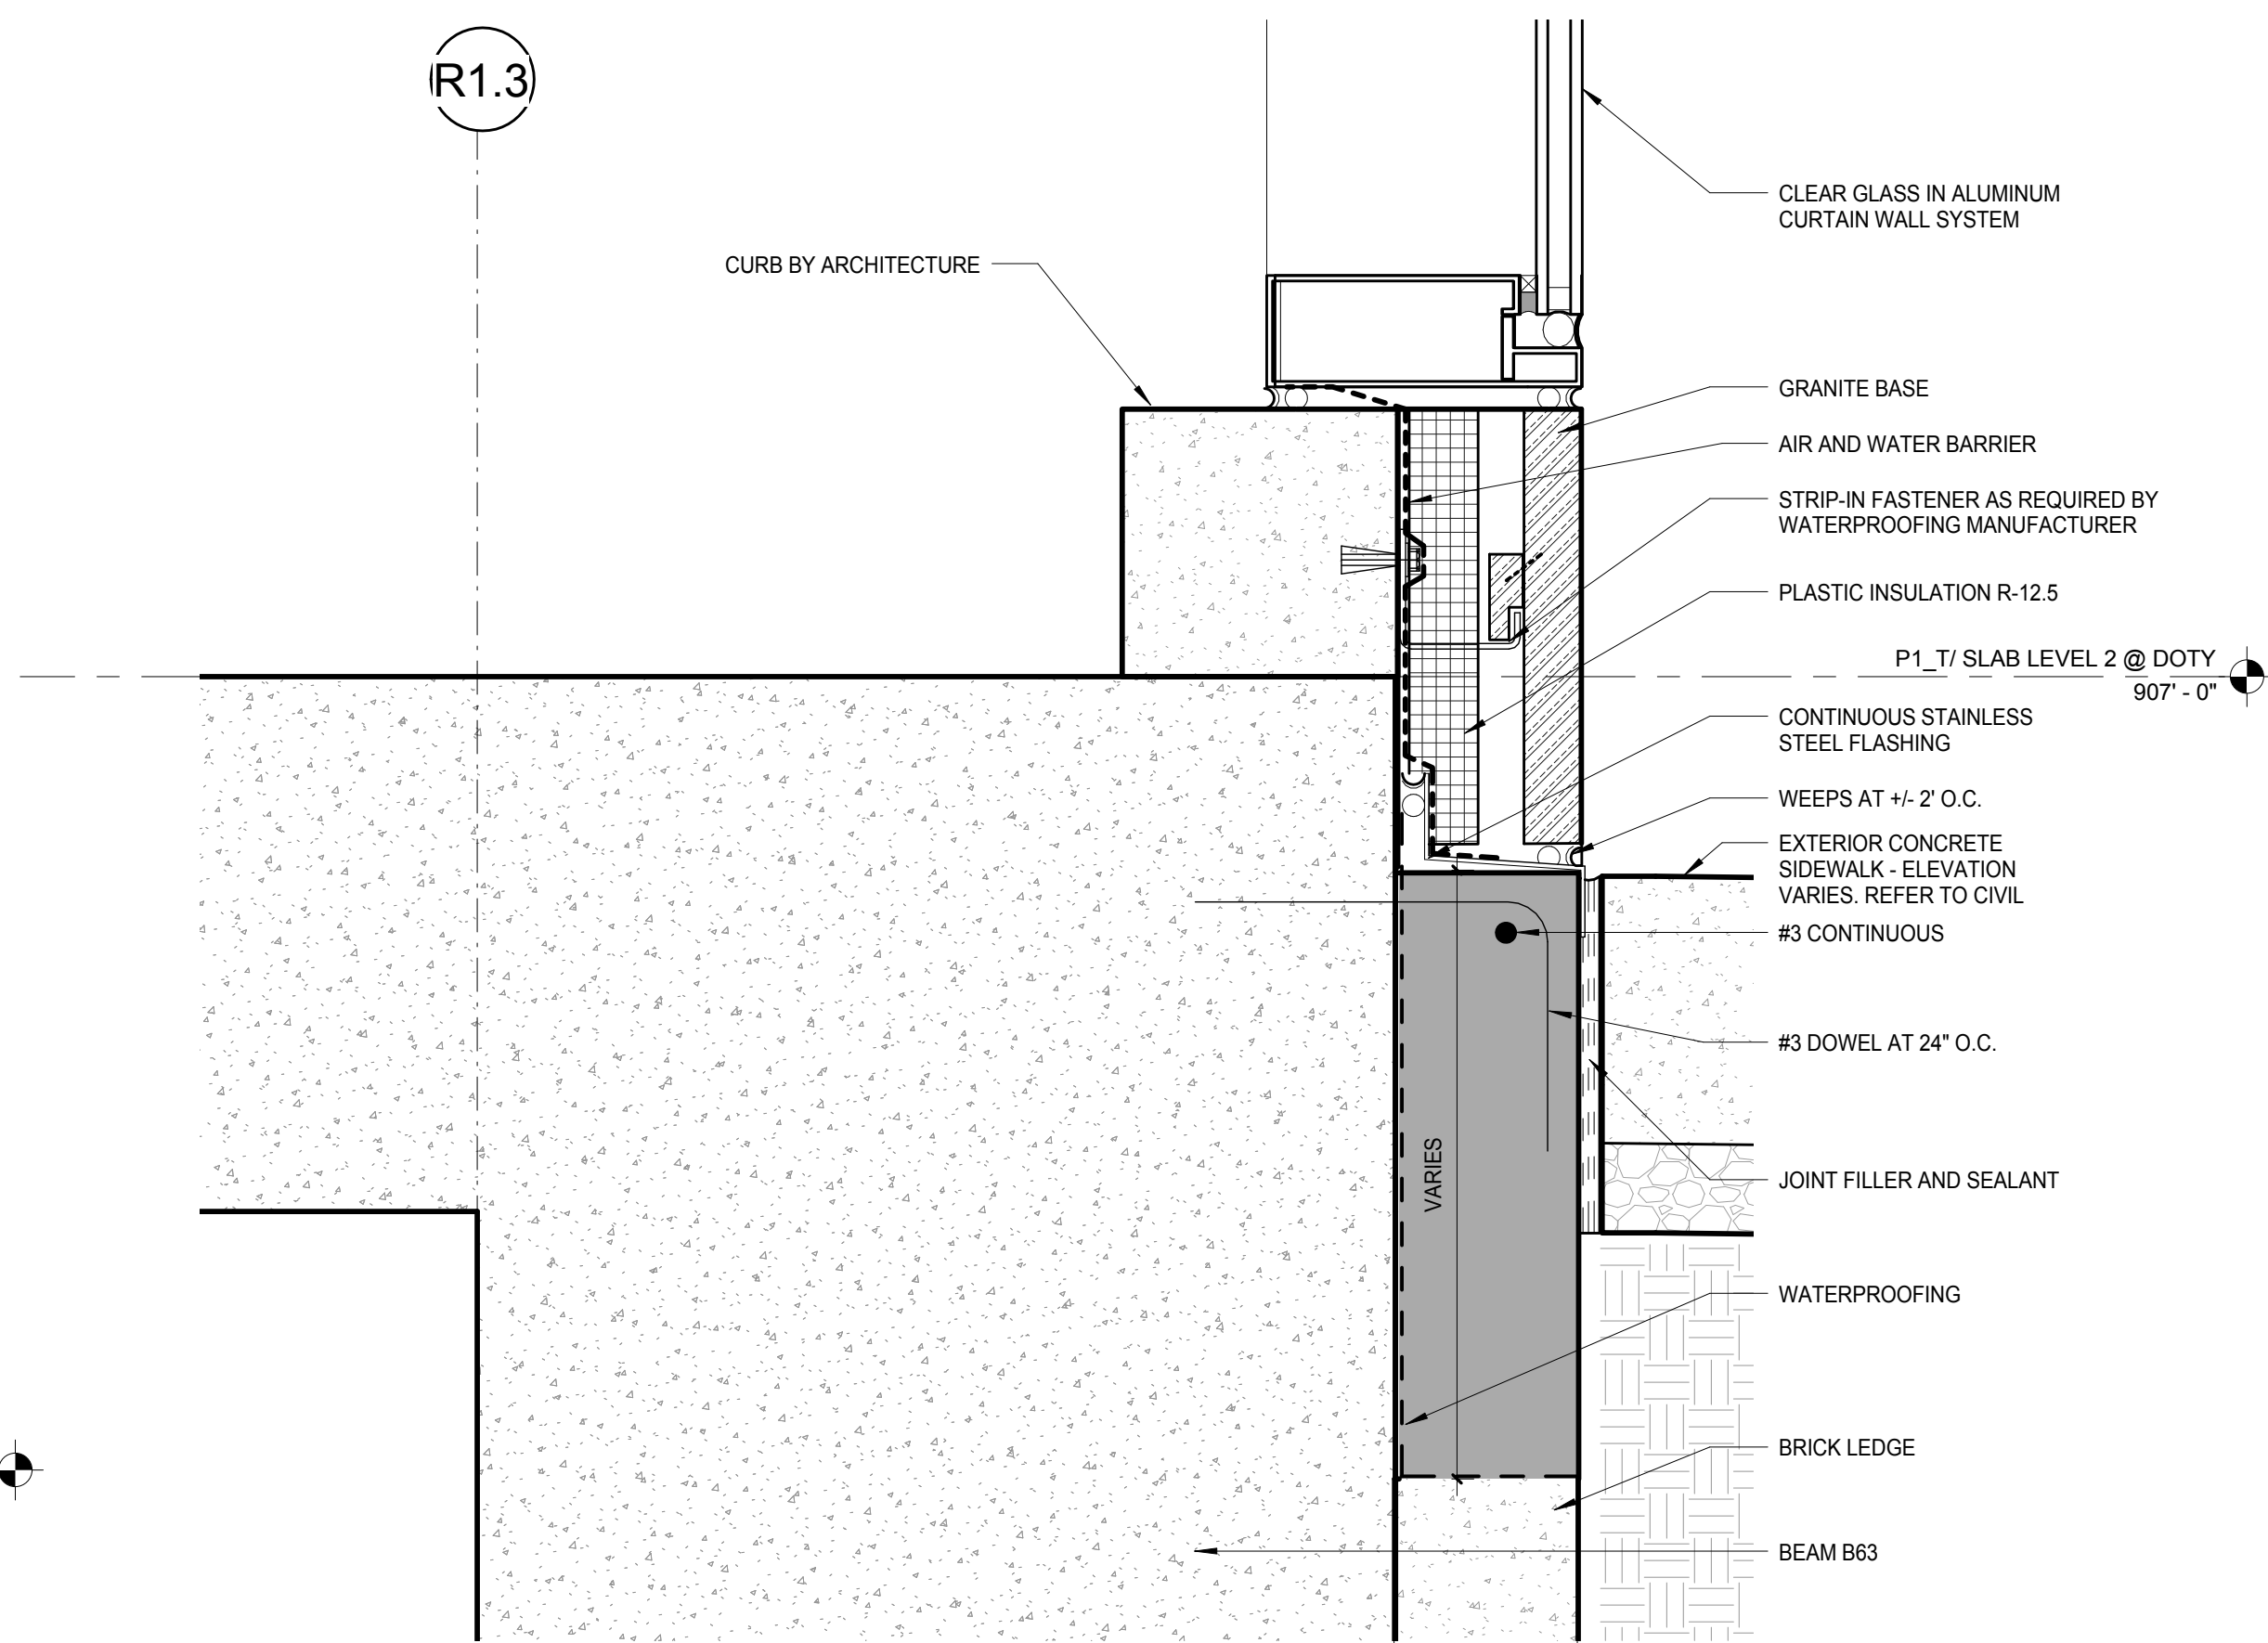 R1.3
CURB BY ARCHITECTURE
CLEAR GLASS IN ALUMINUM
CURTAIN WALL SYSTEM
GRANITE BASE
AIR AND WATER BARRIER
STRIP-IN FASTENER AS REQUIRED BY
WATERPROOFING MANUFACTURER
PLASTIC INSULATION R-12.5
P1_T/ SLAB LEVEL 2 @ DOTY
907' - 0"
CONTINUOUS STAINLESS
STEEL FLASHING
WEEPS AT +/- 2' O.C.
EXTERIOR CONCRETE
SIDEWALK - ELEVATION
VARIES. REFER TO CIVIL
#3 CONTINUOUS
#3 DOWEL AT 24" O.C.
VARIES
JOINT FILLER AND SEALANT
WATERPROOFING
BRICK LEDGE
BEAM B63